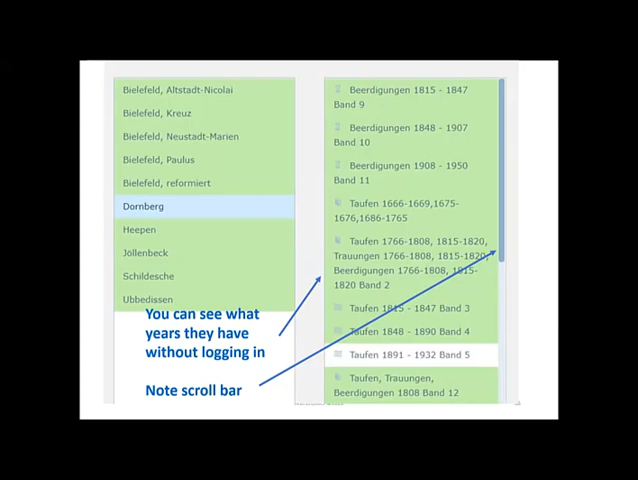 Bielefeld, Altstadt-Nicolai
Bielefeld, Kreuz
Bielefeld, Neustadt-Marien
Bielefeld, Paulus
Bielefeld, reformiert
Dornberg
Heepen
Jöllenbeck
Schildesche
Ubbedissen
You can see what
years they have
without logging in
Note scroll bar
Beerdigungen 1815 - 1847
Band 9
Beerdigungen 1848 - 1907
Band 10
Beerdigungen 1908 - 1950
Band 11
Taufen 1666-1669,1675-
1676,1686-1765
Taufen 1766-1808, 1815-1820,
Trauungen 1766-1808, 1815-1820,
Beerdigungen 1766-1808, 1815-
1820 Band 2
Taufen 1815 - 1847 Band 3
Taufen 1848 - 1890 Band 4
Taufen 1891 - 1932 Band 5
Taufen, Trauungen,
Beerdigungen 1808 Band 12